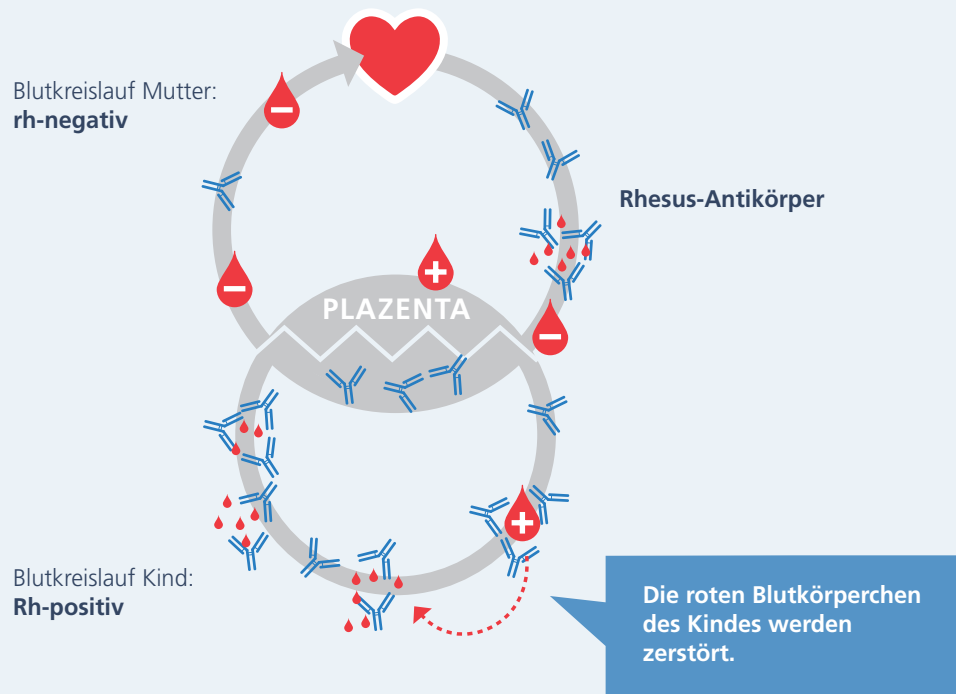 Blutkreislauf Mutter:
rh-negativ
Rhesus-Antikörper
PLAZENTA
Blutkreislauf Kind:
Rh-positiv
Die roten Blutkörperchen
des Kindes werden
zerstört.